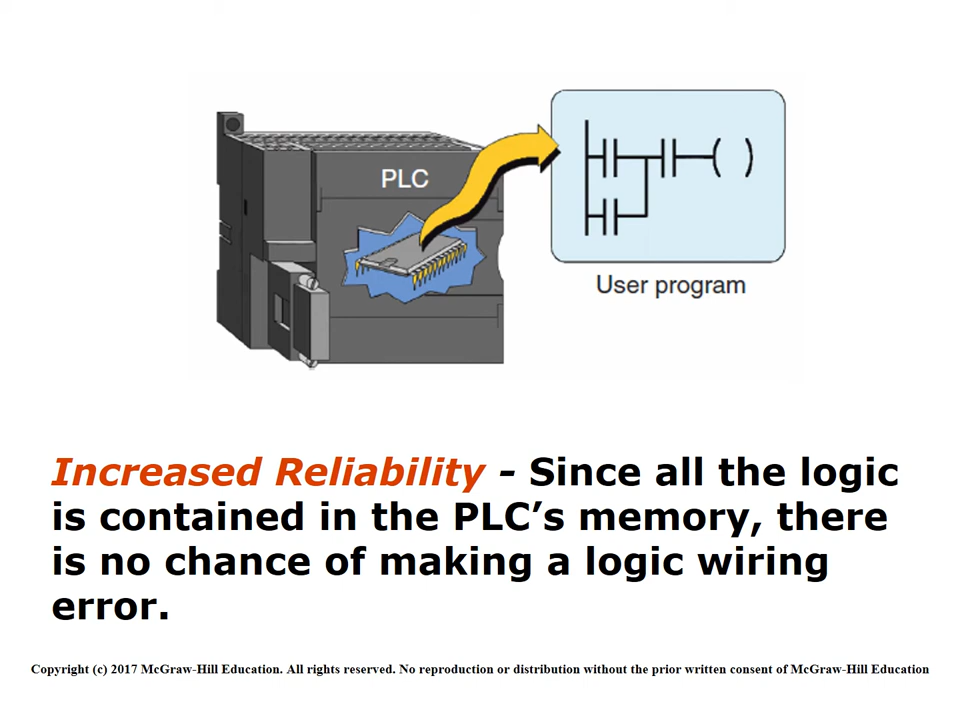 PLC
User program
Increased Reliability - Since all the logic
is contained in the PLC’s memory, there
is no chance of making a logic wiring
error.
Copyright (c) 2017 McGraw-Hill Education. All rights reserved. No reproduction or distribution without the prior written consent of McGraw-Hill Education